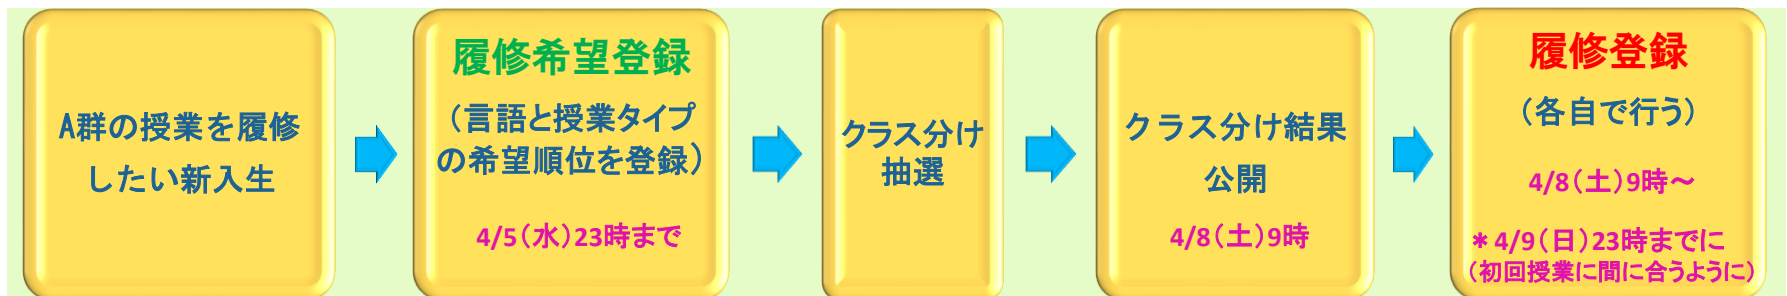 A群の授業を履修
したい新入生
履修希望登録
（言語と授業タイプ
の希望順位を登録）
4/5（水）23時まで
クラス分け
抽選
クラス分け結果
公開
4/8（土）9時
履修登録
（各自で行う）
4/8（土）9時～
＊4/9（日）23時までに
（初回授業に間に合うように）